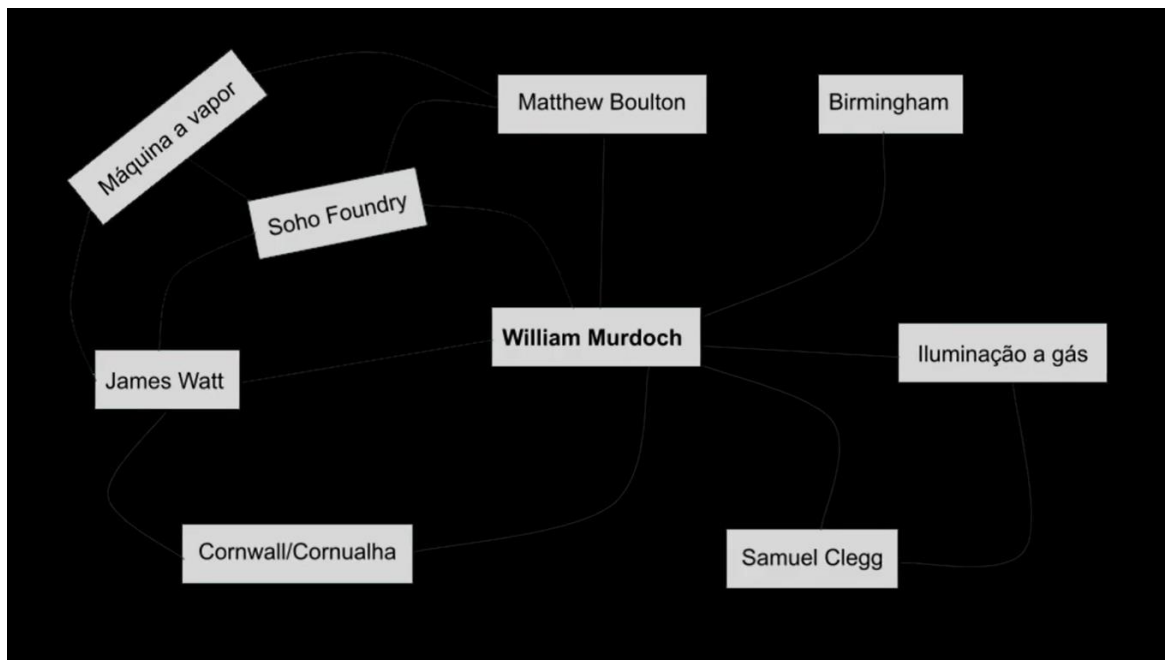 Máquina a vapor
Matthew Boulton
Birmingham
Soho Foundry
William Murdoch
Iluminação a gás
James Watt
Cornwall/Cornualha
Samuel Clegg